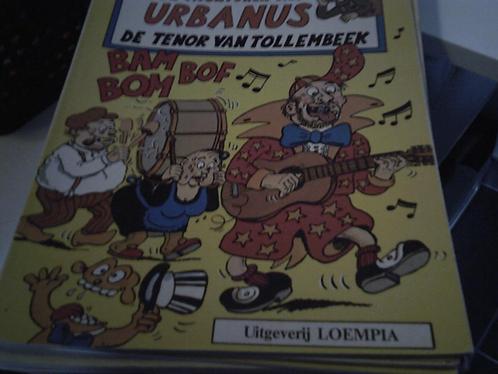 URBANUS
DE TENOR VAN TOLLEMBEEK
BAM BOF
BOM
Uitgeverij LOEMPIA